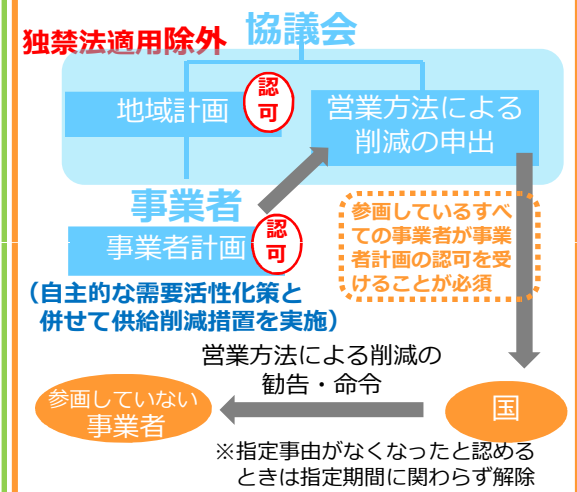 独禁法適用除外
協議会
地域計画
認
可
営業方法による
削減の申出
事業者
事業者計画
認
可
参画しているすべ
ての事業者が事業
者計画の認可を受
けることが必須
(自主的な需要活性化策と
併せて供給削減措置を実施)
営業方法による削減の
勧告・命令
参画していない
事業者
国
※指定事由がなくなったと認める
ときは指定期間に関わらず解除